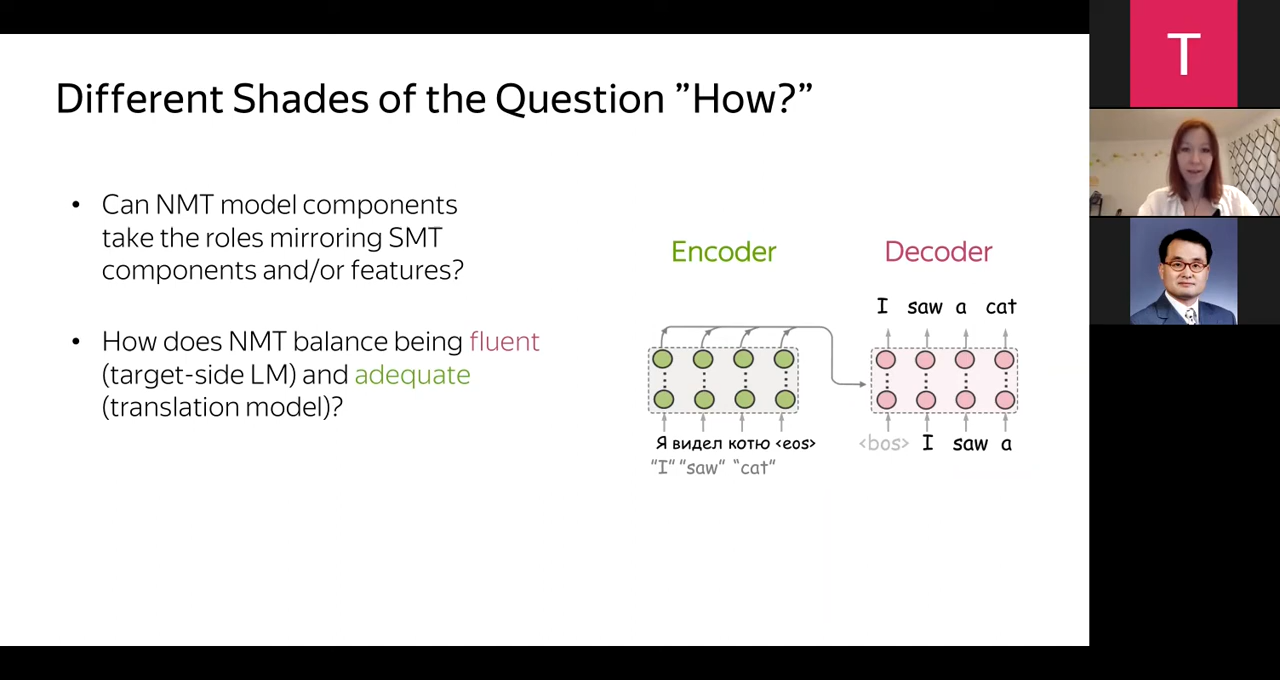 Different Shades of the Question ”How?”
• Can NMT model components
take the roles mirroring SMT
components and/or features?
• How does NMT balance being fluent
(target-side LM) and adequate
(translation model)?
Encoder
Decoder
I saw a cat
Я видел котю <eos>
"I" "saw" "cat"
<bos> I saw a
T